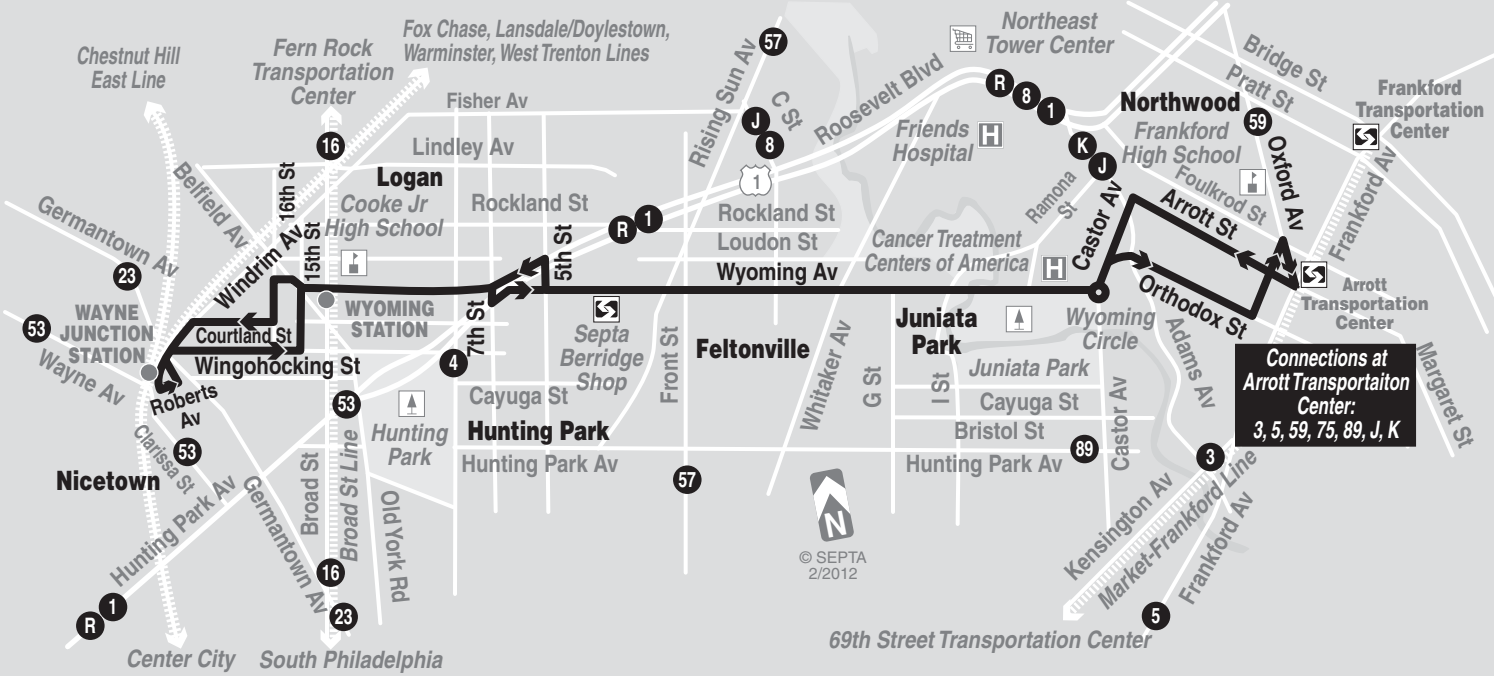 Chestnut Hill
East Line
Fern Rock
Transportation
Center
Fox Chase, Lansdale/Doylestown,
Warminster, West Trenton Lines
57
Northeast
Tower Center
Bridge St
Pratt St
Frankford
Transportation
Center
Rising Sun Av
C St
Roosevelt Blvd
R
8
1
Northwood
59
Fisher Av
J
8
Friends
Hospital
H
Frankford
High School
Oxford Av
16
Lindley Av
Logan
K
J
Foulkrod St
Frankford Av
Belfield Av
16th St
Cooke Jr
High School
Rockland St
1
Rockland St
Ramona
St
Castor Av
Arrott St
Germantown Av
Windrim Av
15th St
R
1
Loudon St
Cancer Treatment
Centers of America
H
23
5th St
Wyoming Av
Orthodox St
Arrott
Transportation
Center
WAYNE
JUNCTION
STATION
53
Wayne Av
Courtland St
Wingohocking St
WYOMING
STATION
7th St
4
Septa
Berridge
Shop
Front St
Feltonville
Whitaker Av
Juniata
Park
Wyoming
Circle
Adams Av
Connections at
Arrott Transportaiton
Center:
3, 5, 59, 75, 89, J, K
Margaret St
Roberts
Av
53
Cayuga St
G St
I St
Juniata Park
Cayuga St
Castor Av
Clarissa St
53
Hunting
Park
Hunting Park
Hunting Park Av
Bristol St
Hunting Park Av
89
3
Nicetown
Hunting Park Av
Germantown Av
Broad St
Broad St Line
Old York Rd
57
N
© SEPTA
2/2012
Kensington Av
Market-Frankford Line
Frankford Av
R
1
16
23
5
Center City
South Philadelphia
69th Street Transportation Center